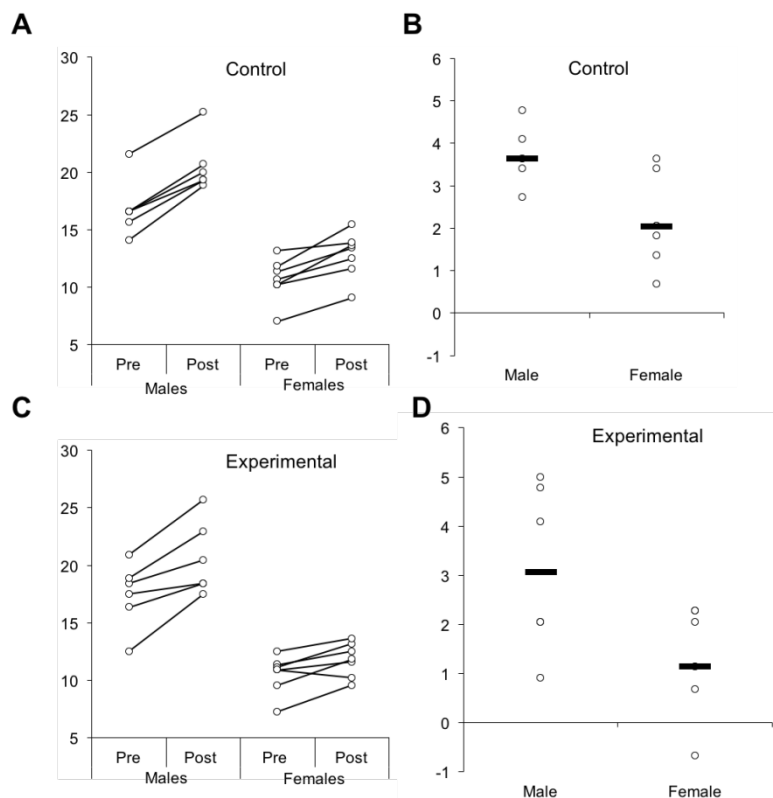 A
30
25
20
15
10
5
Control
Pre Post Pre Post
Males Females
B
6
5
4
3
2
1
0
-1
Control
Male Female
C
30
25
20
15
10
5
Experimental
Pre Post Pre Post
Males Females
D
6
5
4
3
2
1
0
-1
Experimental
Male Female